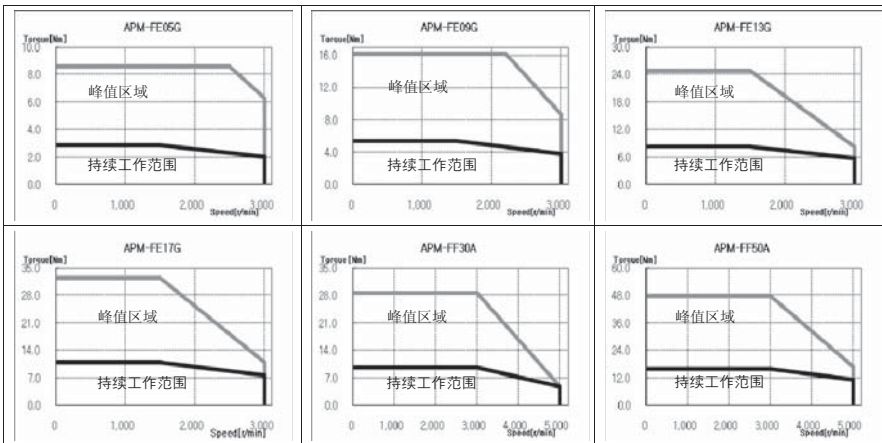 APM-FE05G
Torque[Nm]
10.0
8.0
6.0
4.0
2.0
0.0
峰值区域
持续工作范围
0 1,000 2,000 3,000
Speed[r/min]
APM-FE09G
Torque[Nm]
16.0
12.0
8.0
4.0
0.0
峰值区域
持续工作范围
0 1,000 2,000 3,000
Speed[r/min]
APM-FE13G
Torque[Nm]
30.0
24.0
18.0
12.0
6.0
0.0
峰值区域
持续工作范围
0 1,000 2,000 3,000
Speed[r/min]
APM-FE17G
Torque[Nm]
35.0
28.0
21.0
14.0
7.0
0.0
峰值区域
持续工作范围
0 1,000 2,000 3,000
Speed[r/min]
APM-FF30A
Torque[Nm]
35.0
28.0
21.0
14.0
7.0
0.0
峰值区域
持续工作范围
0 1,000 2,000 3,000 4,000 5,000
Speed[r/min]
APM-FF50A
Torque[Nm]
60.0
48.0
36.0
24.0
12.0
0.0
峰值区域
持续工作范围
0 1,000 2,000 3,000 4,000 5,000
Speed[r/min]